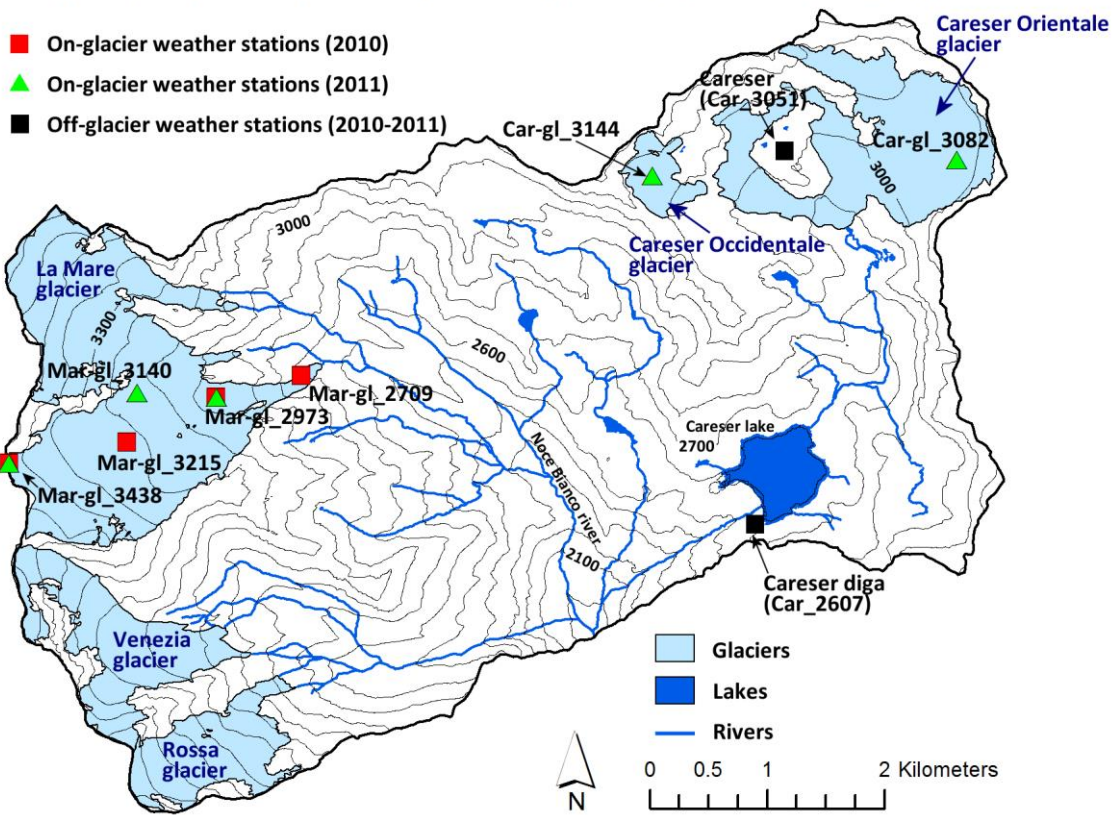 On-glacier weather stations (2010)
On-glacier weather stations (2011)
Off-glacier weather stations (2010-2011)
Careser Orientale
glacier
Careser
(Car_3051)
Car-gl_3144
Car-gl_3082
3000
3000
Careser Occidentale
glacier
La Mare
glacier
3300
2600
Mar-gl_3140
Mar-gl_2709
Mar-gl_2973
Careser lake
2700
Mar-gl_3215
Mar-gl_3438
Noce Bianco river
2100
Careser diga
(Car_2607)
Venezia
glacier
Glaciers
Lakes
Rivers
Rossa
glacier
N
0 0.5 1 2 Kilometers